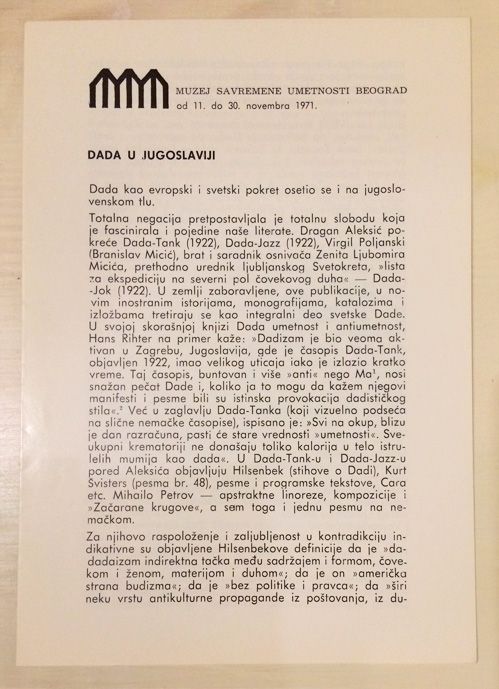 MUZEJ SAVREMENE UMETNOSTI BEOGRAD
od 11. do 30. novembra 1971.
DADA U JUGOSLAVIJI
Dada kao evropski i svetski pokret osetio se i na jugoslo-
venskom tlu.
Totalna negacija pretpostavljala je totalnu slobodu koja
je fascinirala i pojedine naše literate. Dragan Aleksić po-
kreće Dada-Tank (1922), Dada-Jazz (1922), Virgil Poljanski
(Branislav Micić), brat i saradnik osnivača Zenita Ljubomira
Micića, prethodno urednik ljubljanskog Svetokreta, »lista
za ekspediciju na severni pol čovekovog duha« — Dada-
-Jok (1922). U zemlji zaboravljene, ove publikacije, u no-
vim inostranim istorijama, monografijama, katalozima i
izložbama tretiraju se kao integralni deo svetske Dade.
U svojoj skorašnjoj knjizi Dada umetnost i antiumetnost,
Hans Rihter na primer kaže: »Dadizam je bio veoma ak-
tivan u Zagrebu, Jugoslavija, gde je časopis Dada-Tank,
objavljen 1922, imao velikog uticaja iako je izlazio kratko
vreme. Taj časopis, buntovan i više »anti« nego Ma¹, nosi
snažan pečat Dade i, koliko ja to mogu da kažem njegovi
manifesti i pesme bili su istinska provokacija dadističkog
stila«.² Već u zaglavlju Dada-Tanka (koji vizuelno podseća
na slične nemačke časopise), ispisano je: »Svi na okup, blizu
je dan razračuna, pasti će stare vrednosti »umetnosti«. Sve-
ukupni krematoriji ne donašaju toliko kalorija u telo istru-
lelih mumija kao dada«. U Dada-Tank-u i Dada-Jazz-u
pored Aleksića objavljuju Hilsenbek (stihove o Dadi), Kurt
Švisters (pesma br. 48), pesme i programske tekstove, Cara
etc. Mihailo Petrov — apstraktne linoreze, kompozicije i
»Začarane krugove«, a sem toga i jednu pesmu na ne-
mačkom.
Za njihovo raspoloženje i zaljubljenost u kontradikciju in-
dikativne su objavljene Hilsenbekove definicije da je »da-
dadaizam indirektna tačka među sadržajem i formom, čove-
kom i ženom, materijom i duhom«; da je on »američka
strana budizma«; da je »bez politike i pravca«; da »širi
neku vrstu antikulturne propagande iz poštovanja, iz du-